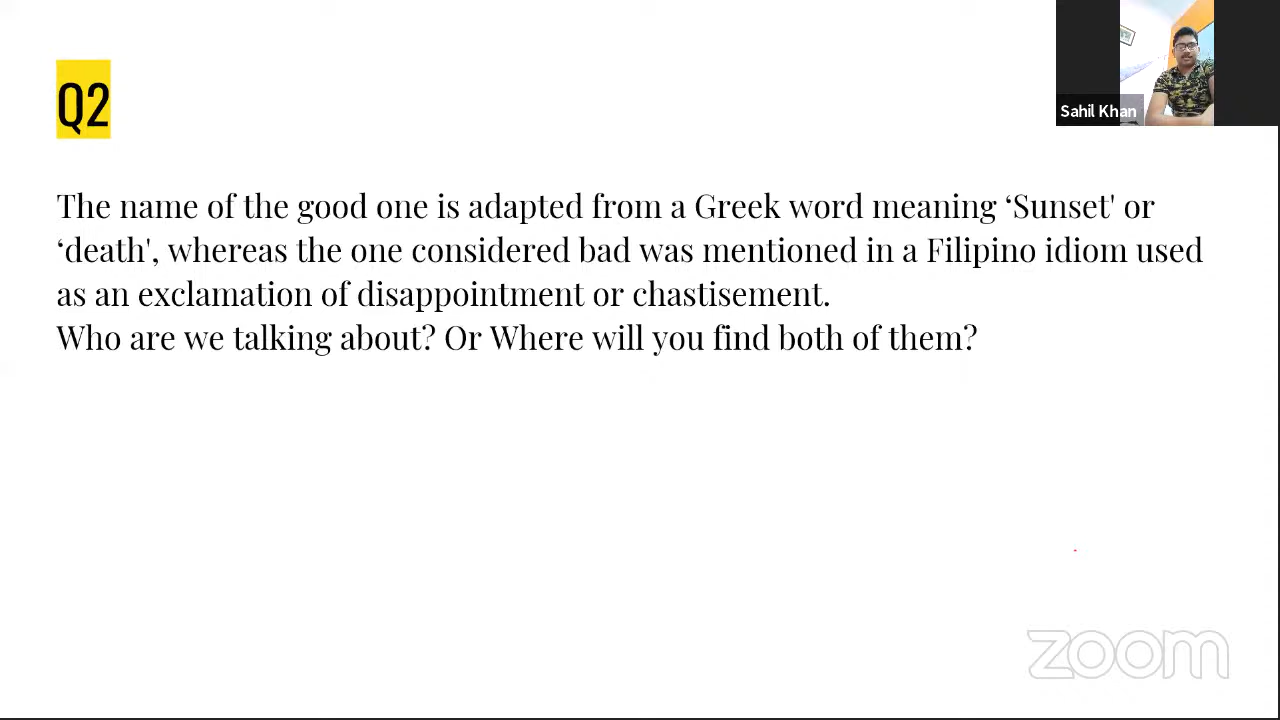 Q2
Sahil Khan
The name of the good one is adapted from a Greek word meaning ‘Sunset' or
‘death', whereas the one considered bad was mentioned in a Filipino idiom used
as an exclamation of disappointment or chastisement.
Who are we talking about? Or Where will you find both of them?
zoom